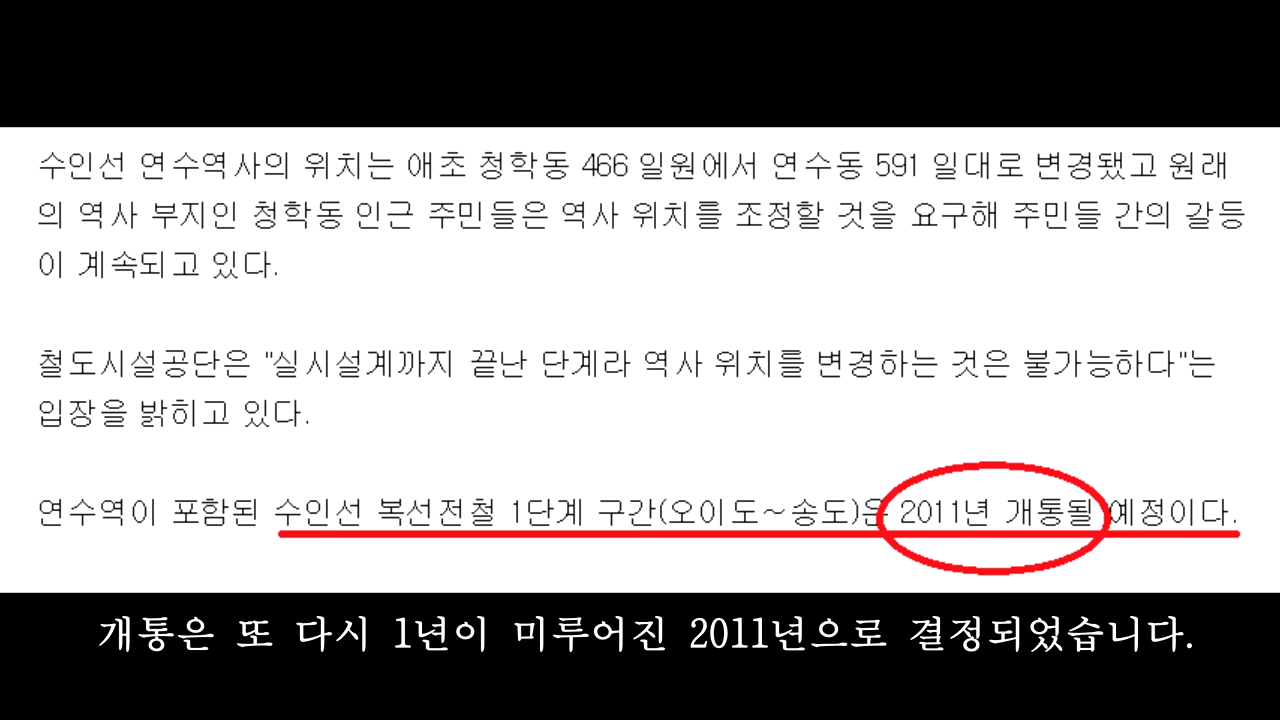 수인선 연수역사의 위치는 애초 청학동 466 일원에서 연수동 591 일대로 변경됐고 원래
의 역사 부지인 청학동 인근 주민들은 역사 위치를 조정할 것을 요구해 주민들 간의 갈등
이 계속되고 있다.
철도시설공단은 "실시설계까지 끝난 단계라 역사 위치를 변경하는 것은 불가능하다"는
입장을 밝히고 있다.
연수역이 포함된 수인선 복선전철 1단계 구간(오이도~송도)은 2011년 개통될 예정이다.
개통은 또 다시 1년이 미루어진 2011년으로 결정되었습니다.